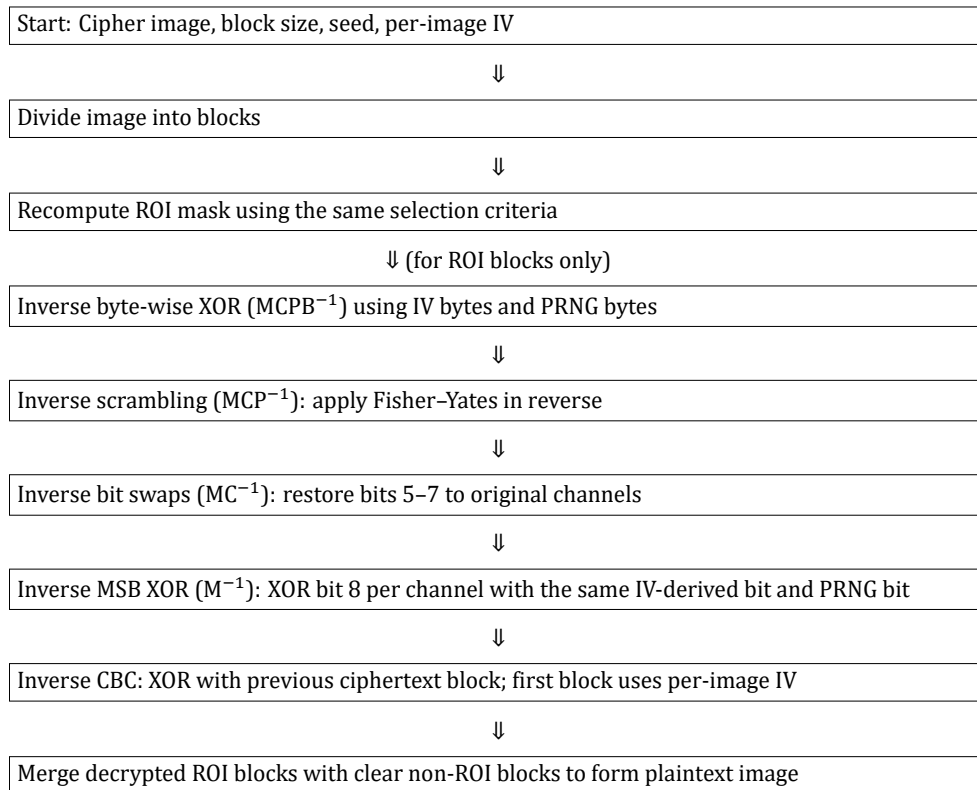 Start: Cipher image, block size, seed, per-image IV
⇓
Divide image into blocks
⇓
Recompute ROI mask using the same selection criteria
⇓ (for ROI blocks only)
Inverse byte-wise XOR (MCPB⁻¹) using IV bytes and PRNG bytes
⇓
Inverse scrambling (MCP⁻¹): apply Fisher–Yates in reverse
⇓
Inverse bit swaps (MC⁻¹): restore bits 5–7 to original channels
⇓
Inverse MSB XOR (M⁻¹): XOR bit 8 per channel with the same IV-derived bit and PRNG bit
⇓
Inverse CBC: XOR with previous ciphertext block; first block uses per-image IV
⇓
Merge decrypted ROI blocks with clear non-ROI blocks to form plaintext image